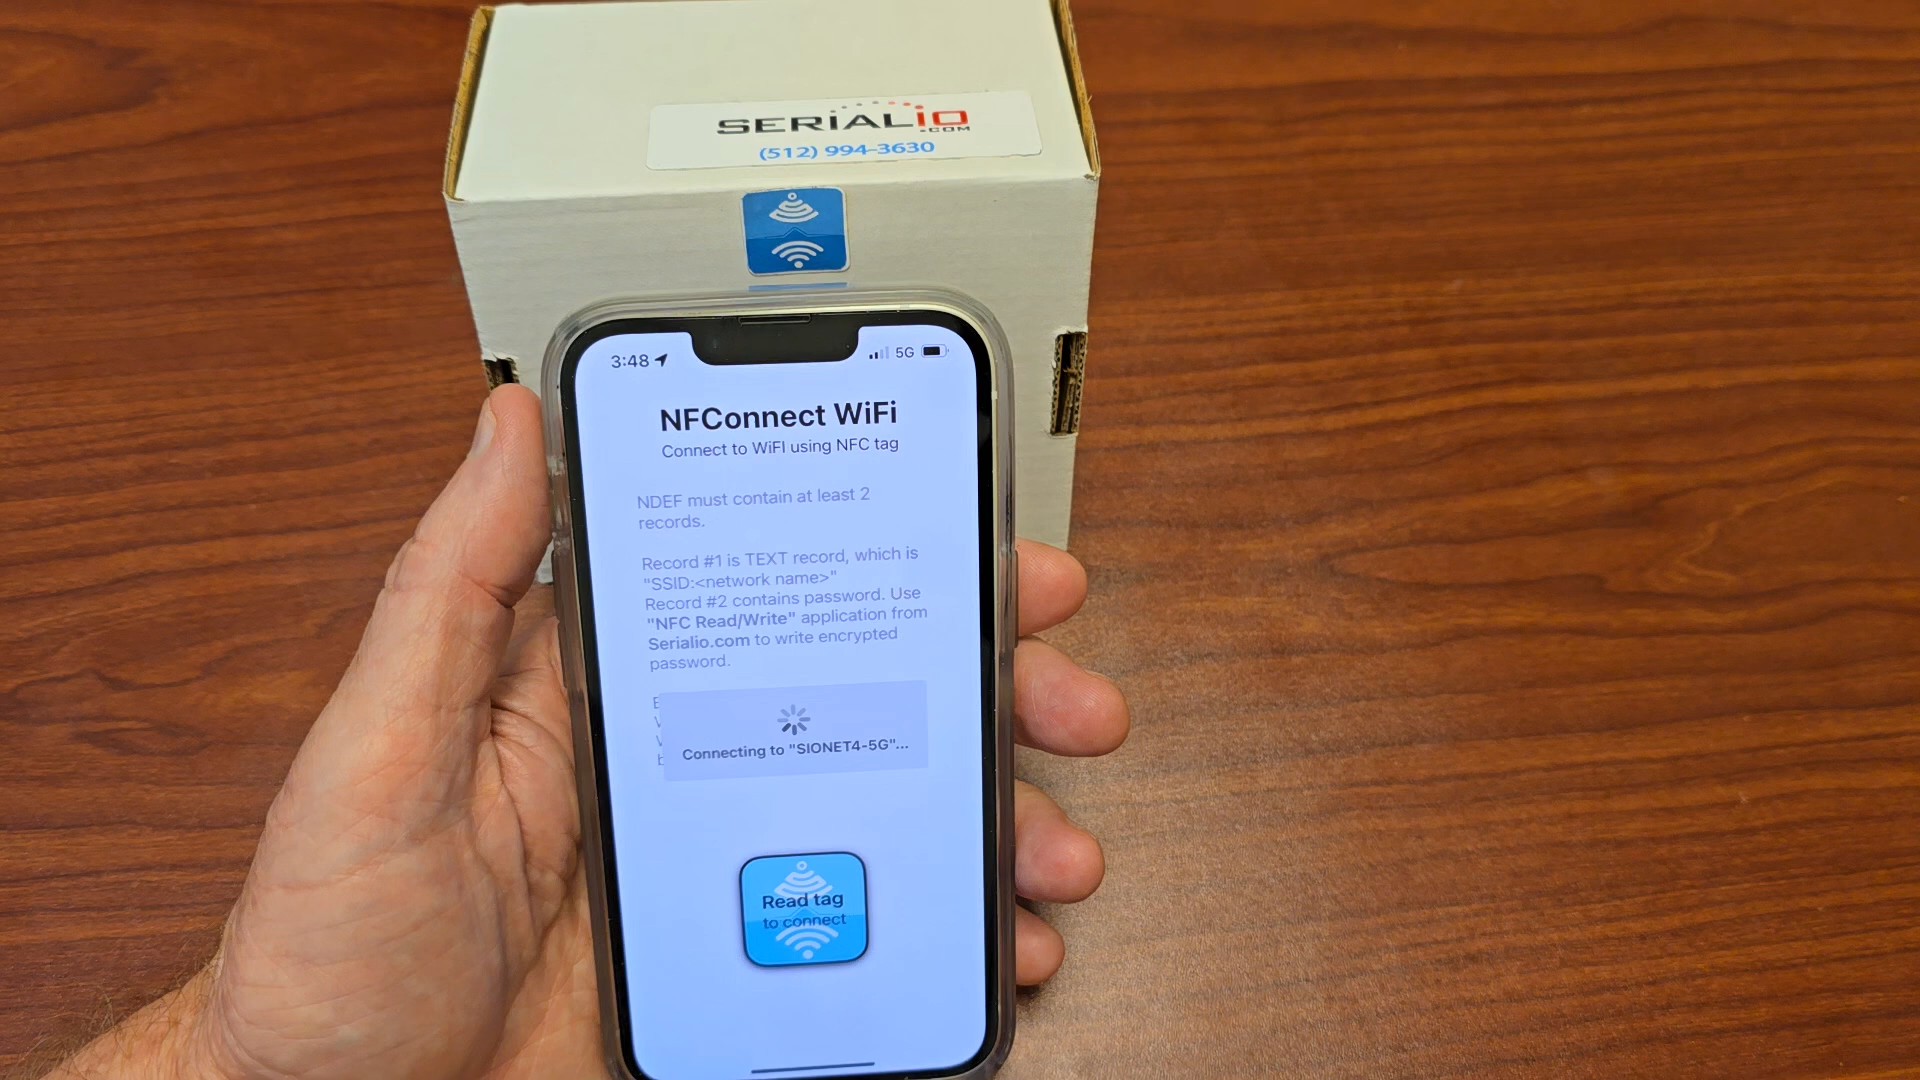 SERiALiO
.COM
(512) 994-3630
3:48
5G
NFConnect WiFi
Connect to WiFI using NFC tag
NDEF must contain at least 2
records.
Record #1 is TEXT record, which is
"SSID:<network name>"
Record #2 contains password. Use
"NFC Read/Write" application from
Serialio.com to write encrypted
password.
Connecting to "SIONET4-5G"...
Read tag
to connect